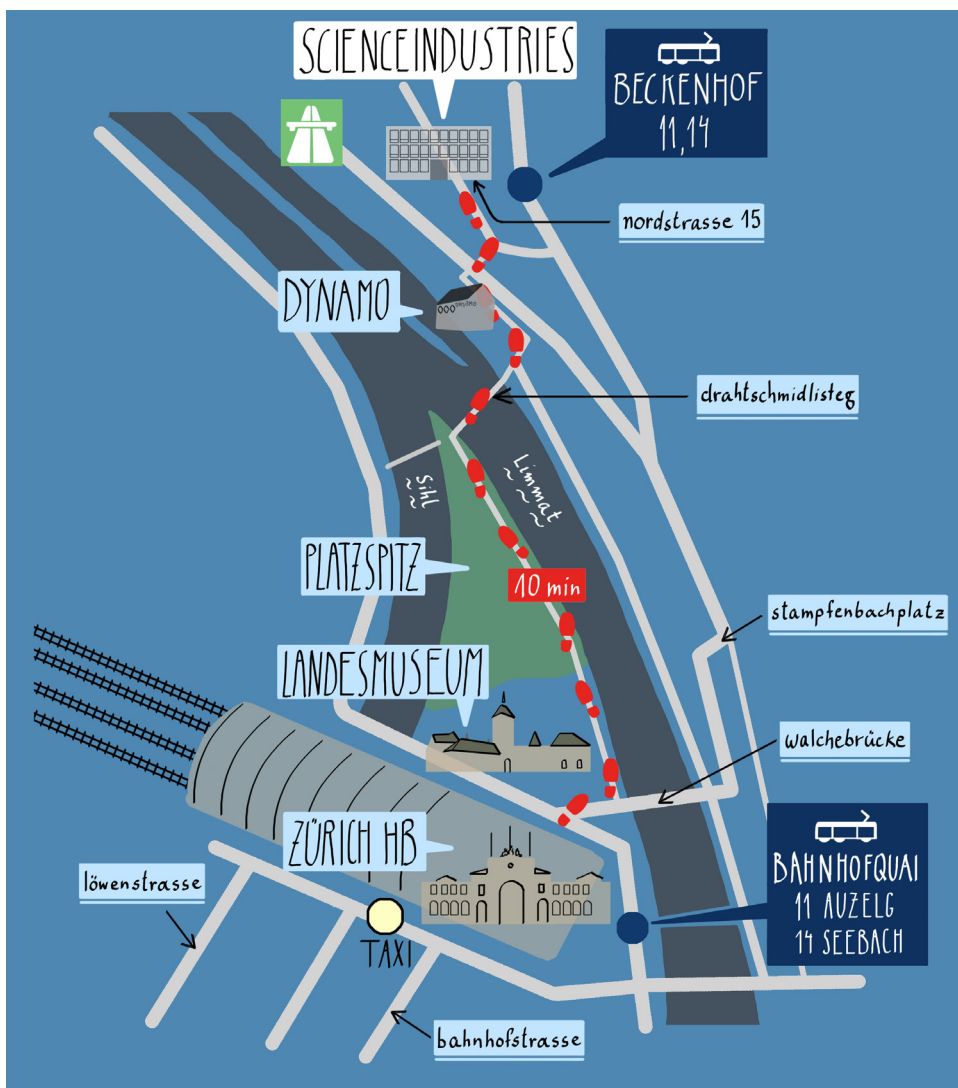 SCIENCEINDUSTRIES
BECKENHOF
11, 14
nordstrasse 15
DYNAMO
DYNAMO
drahtschmidlisteg
Sihl
Limmat
PLATZSPITZ
10 min
stampfenbachplatz
LANDESMUSEUM
walchebrücke
ZÜRICH HB
BAHNHOFQUAI
11 AUZELG
14 SEEBACH
löwenstrasse
TAXI
bahnhofstrasse